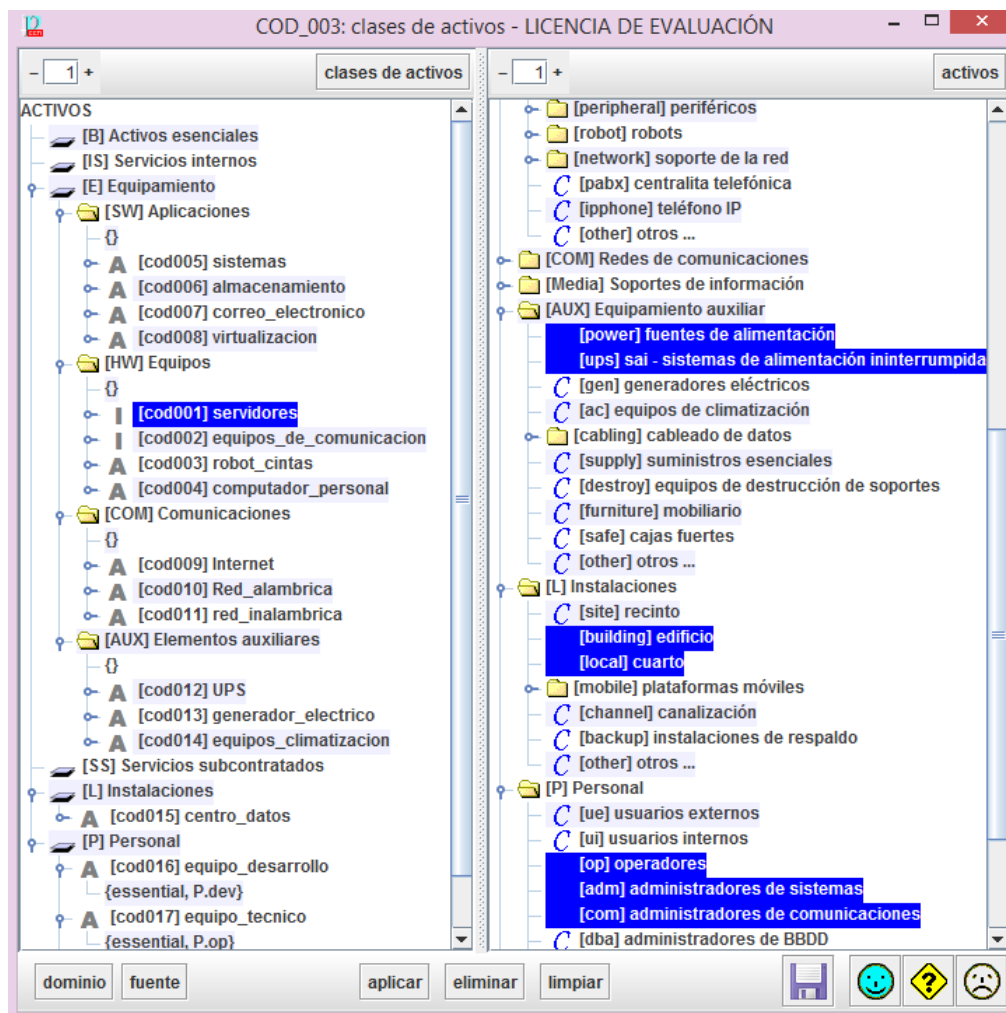 COD_003: clases de activos - LICENCIA DE EVALUACIÓN
- 1 +
clases de activos
ACTIVOS
[B] Activos esenciales
[IS] Servicios internos
[E] Equipamiento
[SW] Aplicaciones
{}
A [cod005] sistemas
A [cod006] almacenamiento
A [cod007] correo_electronico
A [cod008] virtualizacion
[HW] Equipos
{}
[cod001] servidores
[cod002] equipos_de_comunicacion
A [cod003] robot_cintas
A [cod004] computador_personal
[COM] Comunicaciones
{}
A [cod009] Internet
A [cod010] Red_alambrica
A [cod011] red_inalambrica
[AUX] Elementos auxiliares
{}
A [cod012] UPS
A [cod013] generador_electrico
A [cod014] equipos_climatizacion
[SS] Servicios subcontratados
[L] Instalaciones
A [cod015] centro_datos
[P] Personal
A [cod016] equipo_desarrollo
{essential, P.dev}
A [cod017] equipo_tecnico
{essential, P.op}
- 1 +
activos
[peripheral] periféricos
[robot] robots
[network] soporte de la red
C [pabx] centralita telefónica
C [ipphone] teléfono IP
C [other] otros ...
[COM] Redes de comunicaciones
[Media] Soportes de información
[AUX] Equipamiento auxiliar
[power] fuentes de alimentación
[ups] sai - sistemas de alimentación ininterrumpida
C [gen] generadores eléctricos
C [ac] equipos de climatización
[cabling] cableado de datos
C [supply] suministros esenciales
C [destroy] equipos de destrucción de soportes
C [furniture] mobiliario
C [safe] cajas fuertes
C [other] otros ...
[L] Instalaciones
C [site] recinto
[building] edificio
[local] cuarto
[mobile] plataformas móviles
C [channel] canalización
C [backup] instalaciones de respaldo
C [other] otros ...
[P] Personal
C [ue] usuarios externos
C [ui] usuarios internos
[op] operadores
[adm] administradores de sistemas
[com] administradores de comunicaciones
C [dba] administradores de BBDD
dominio fuente aplicar eliminar limpiar